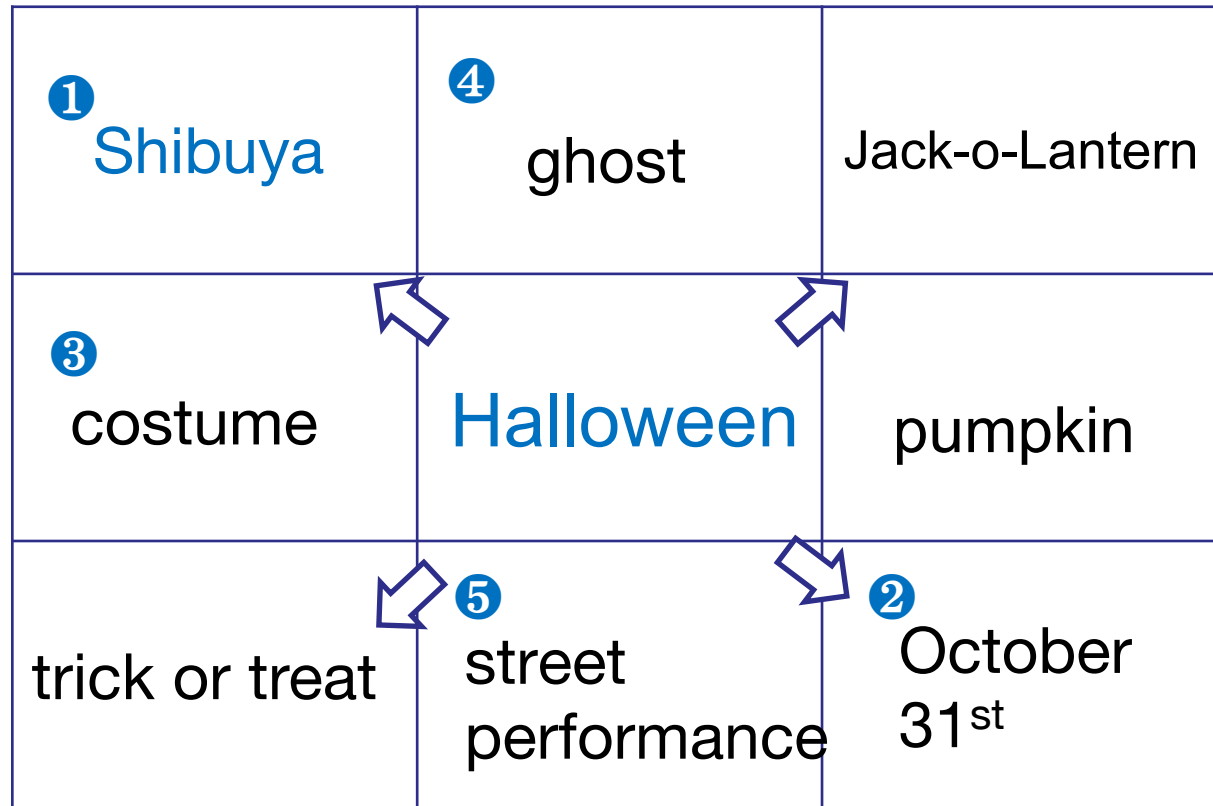 ❶ Shibuya
❹ ghost
Jack-o-Lantern
❸ costume
Halloween
pumpkin
trick or treat
❺ street
performance
❷ October
31st